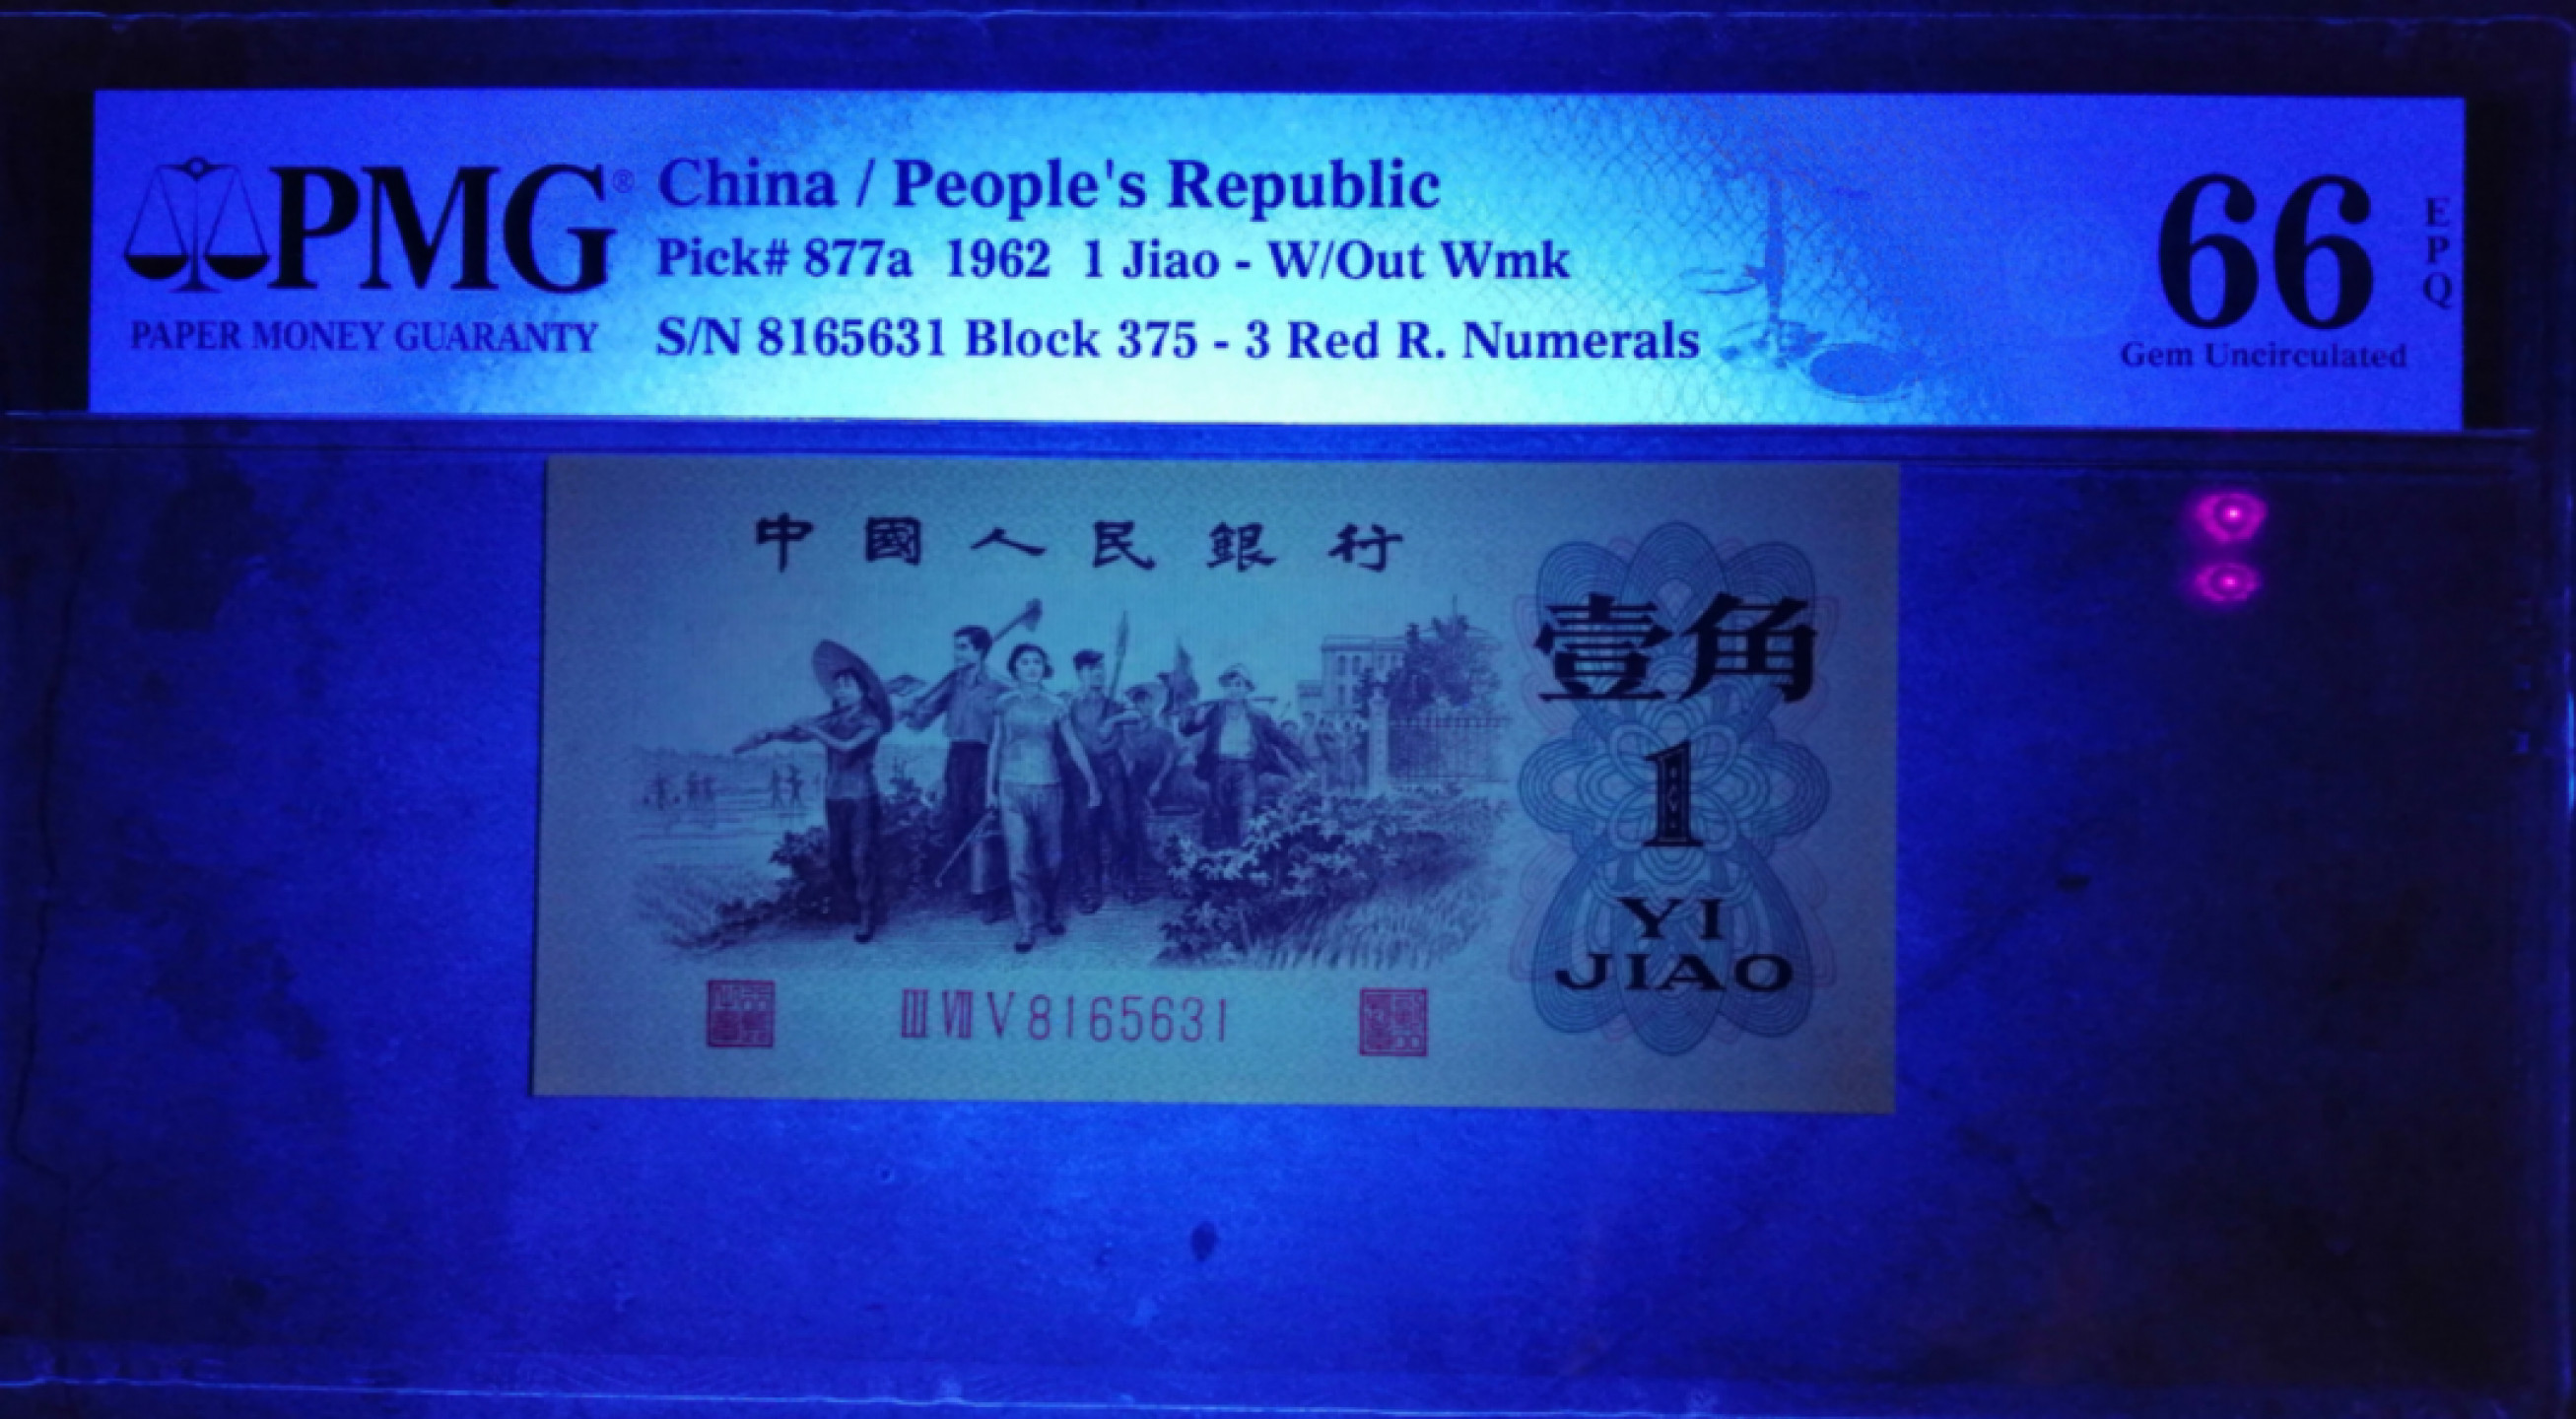 PMG®
PAPER MONEY GUARANTY
China / People's Republic
Pick# 877a 1962 1 Jiao - W/Out Wmk
S/N 8165631 Block 375 - 3 Red R. Numerals
66
EPQ
Gem Uncirculated
中國人民銀行
壹角
1
YI
JIAO
III VII V 8165631